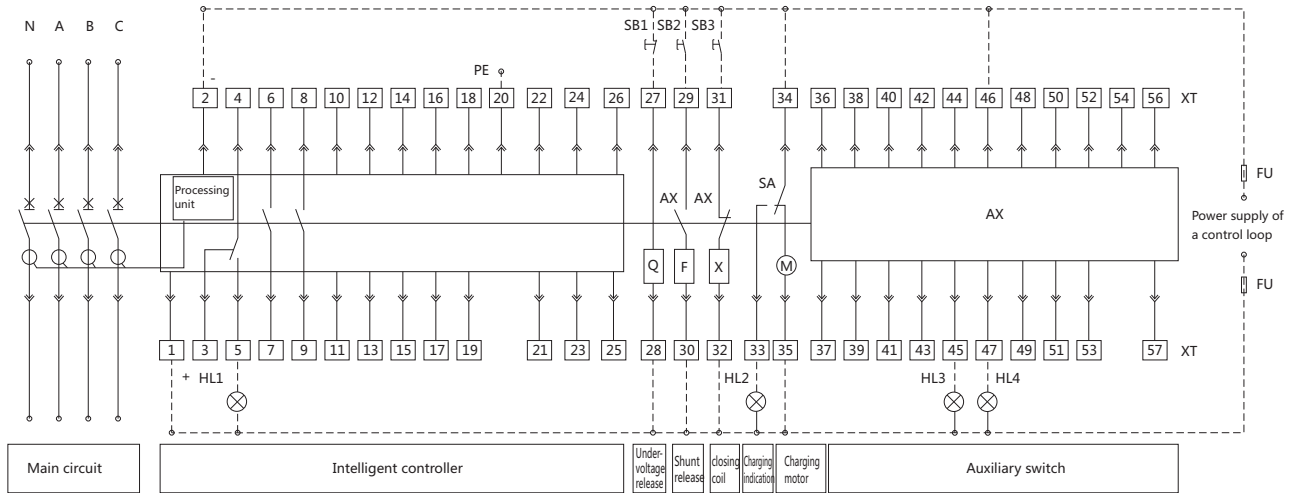 N A B C
SB1 SB2 SB3
PE
-
2 4 6 8 10 12 14 16 18 20 22 24 26 27 29 31 34 36 38 40 42 44 46 48 50 52 54 56 XT
FU
Processing
unit
SA
AX AX AX
Power supply of
a control loop
Q F X M
FU
1 3 5 7 9 11 13 15 17 19 21 23 25 28 30 32 33 35 37 39 41 43 45 47 49 51 53 57 XT
+ HL1 HL2 HL3 HL4
Main circuit
Intelligent controller
Under-
voltage
release
Shunt
release
closing
coil
Charging
indication
Charging
motor
Auxiliary switch